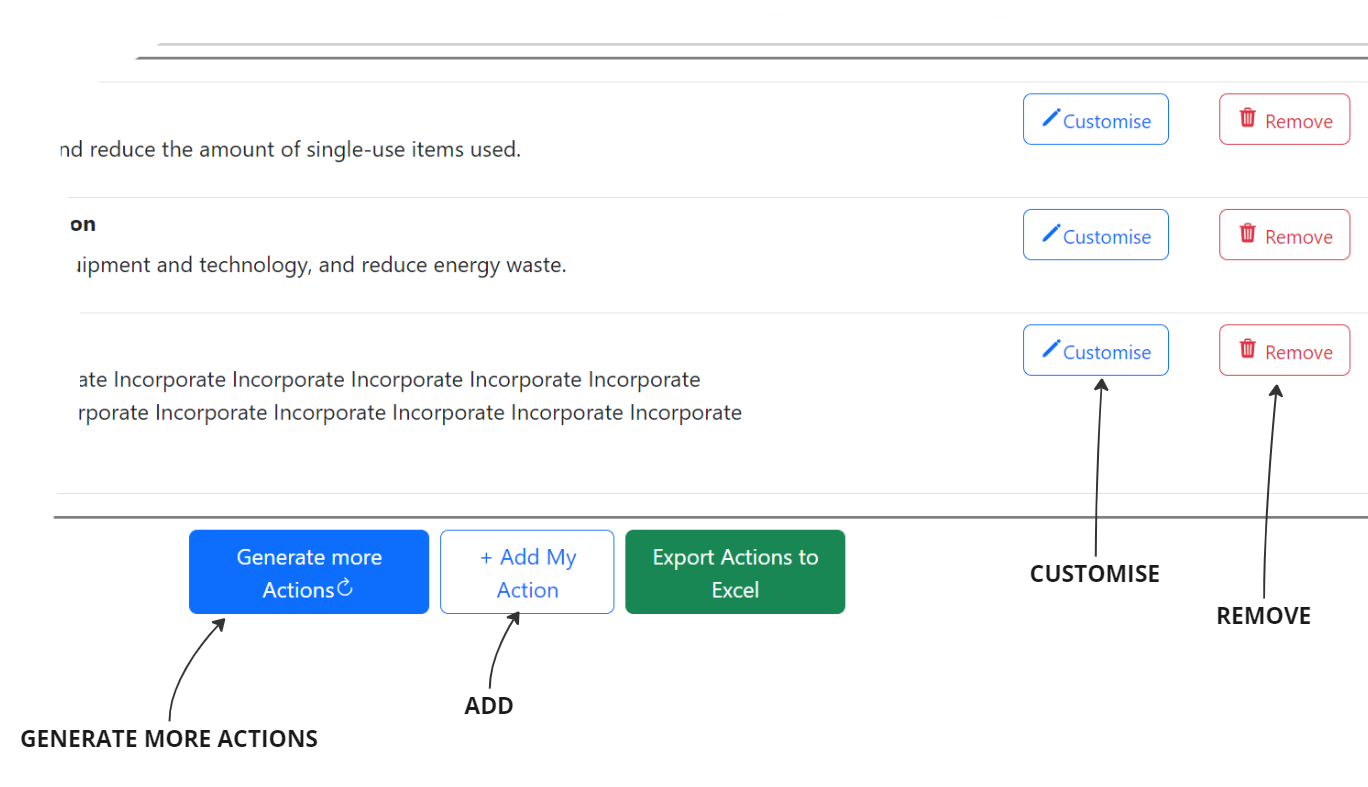 Customise
Remove
nd reduce the amount of single-use items used.
on
Customise
Remove
uipment and technology, and reduce energy waste.
Customise
Remove
ate Incorporate Incorporate Incorporate Incorporate Incorporate
rporate Incorporate Incorporate Incorporate Incorporate Incorporate
Generate more
Actions
+ Add My
Action
Export Actions to
Excel
CUSTOMISE
REMOVE
ADD
GENERATE MORE ACTIONS